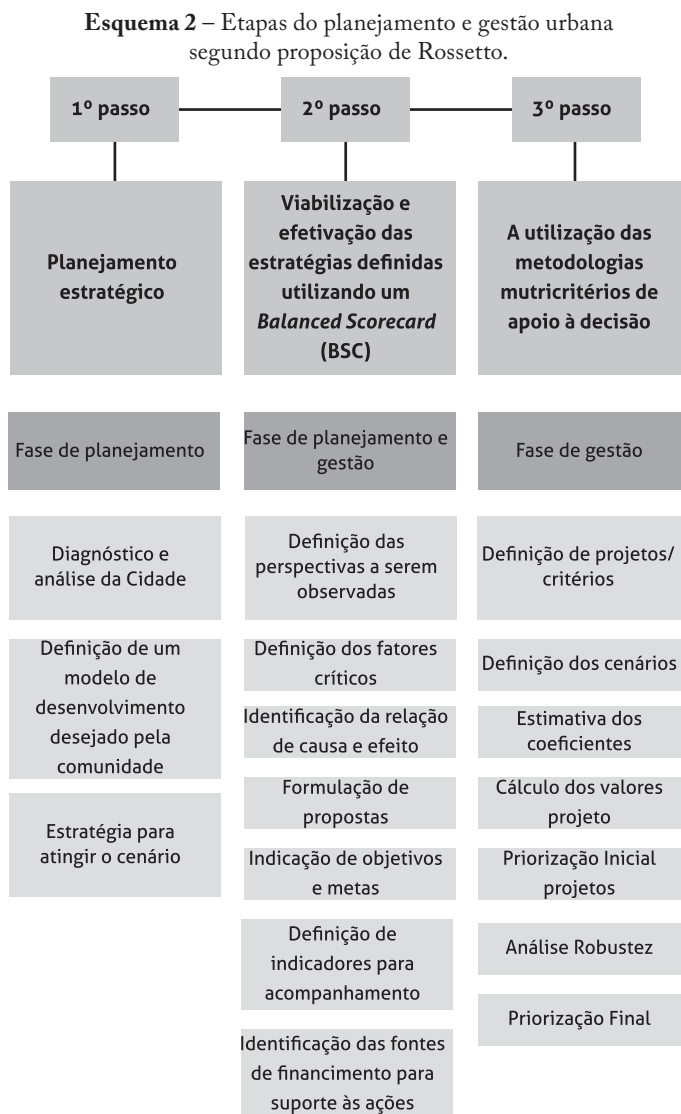 Esquema 2 – Etapas do planejamento e gestão urbana
segundo proposição de Rossetto.
1º passo
2º passo
3º passo
Planejamento
estratégico
Viabilização e
efetivação das
estratégias definidas
utilizando um
Balanced Scorecard
(BSC)
A utilização das
metodologias
mutricritérios de
apoio à decisão
Fase de planejamento
Fase de planejamento e
gestão
Fase de gestão
Diagnóstico e
análise da Cidade
Definição de um
modelo de
desenvolvimento
desejado pela
comunidade
Estratégia para
atingir o cenário
Definição das
perspectivas a serem
observadas
Definição dos fatores
críticos
Identificação da relação
de causa e efeito
Formulação de
propostas
Indicação de objetivos
e metas
Definição de
indicadores para
acompanhamento
Identificação das fontes
de financimento para
suporte às ações
Definição de projetos/
critérios
Definição dos cenários
Estimativa dos
coeficientes
Cálculo dos valores
projeto
Priorização Inicial
projetos
Análise Robustez
Priorização Final